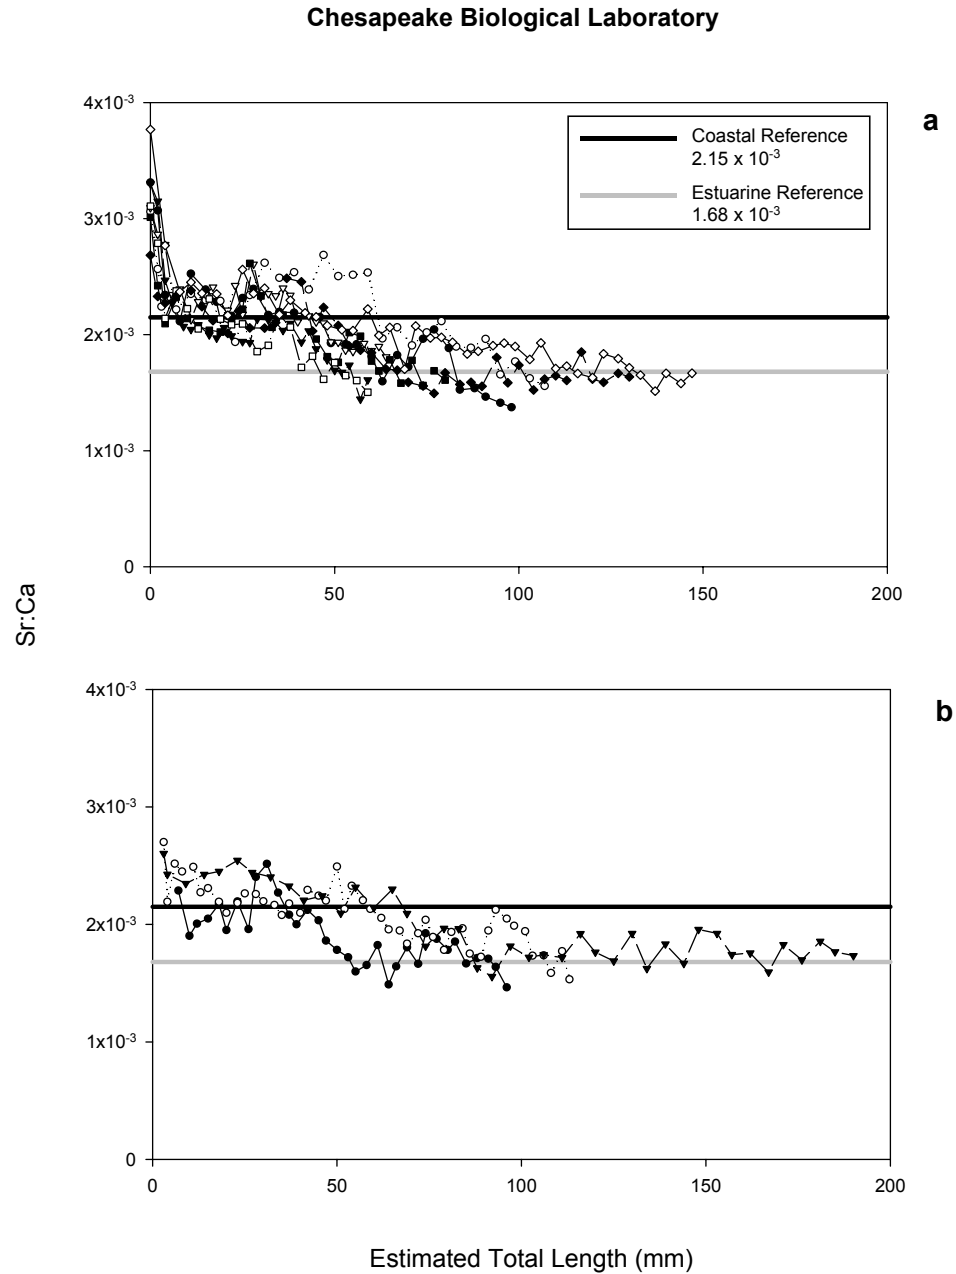 Chesapeake Biological Laboratory
a
4x10⁻³
3x10⁻³
2x10⁻³
1x10⁻³
0
Coastal Reference
2.15 x 10⁻³
Estuarine Reference
1.68 x 10⁻³
0 50 100 150 200
Sr:Ca
b
4x10⁻³
3x10⁻³
2x10⁻³
1x10⁻³
0
0 50 100 150 200
Estimated Total Length (mm)